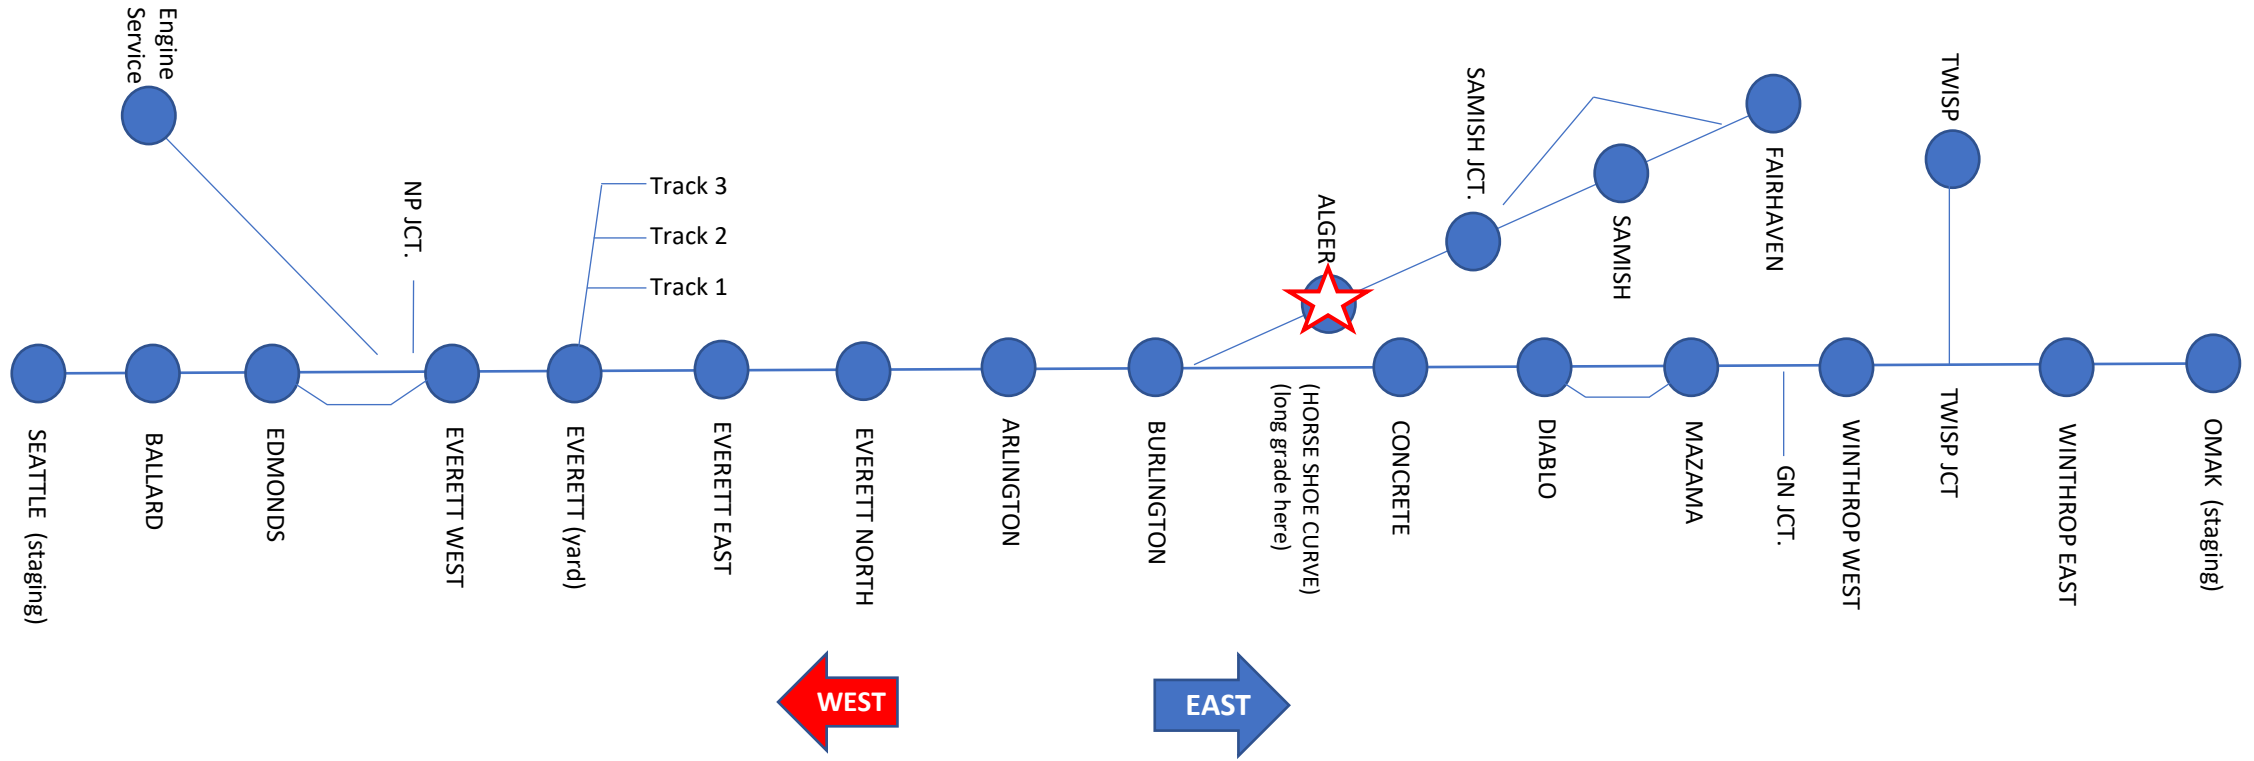 Engine
Service
NP JCT.
Track 3
Track 2
Track 1
ALGER
SAMISH JCT.
SAMISH
FAIRHAVEN
TWISP
SEATTLE (staging)
BALLARD
EDMONDS
EVERETT WEST
EVERETT (yard)
EVERETT EAST
EVERETT NORTH
ARLINGTON
BURLINGTON
(HORSE SHOE CURVE)
(long grade here)
CONCRETE
DIABLO
MAZAMA
GN JCT.
WINTHROP WEST
TWISP JCT
WINTHROP EAST
OMAK (staging)
WEST
EAST